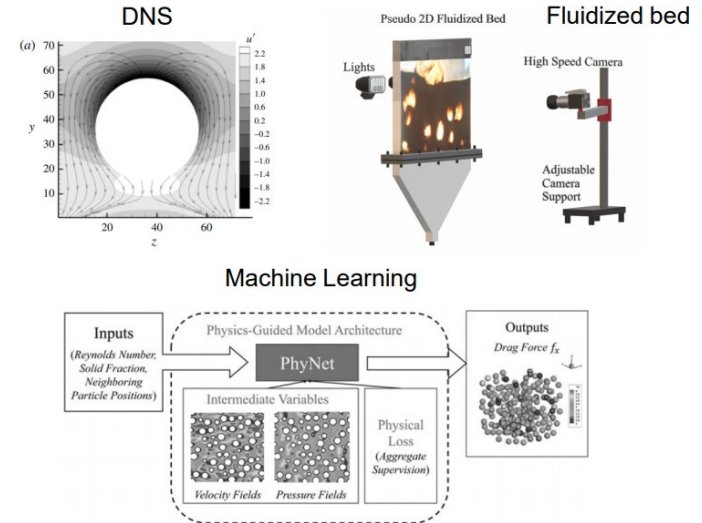 DNS
Fluidized bed
(a)
u'
70
60
50
40
30
20
10
y
20
60
z
2.2
1.8
1.4
1.0
0.6
0.2
−0.2
−0.6
−1.0
−1.4
−1.8
−2.2
Pseudo 2D Fluidized Bed
Lights
High Speed Camera
Adjustable
Camera
Support
Machine Learning
Inputs
(Reynolds Number,
Solid Fraction,
Neighboring
Particle Positions)
Physics-Guided Model Architecture
PhyNet
Intermediate Variables
Velocity Fields
Pressure Fields
Physical
Loss
(Aggregate
Supervision)
Outputs
Drag Force fx